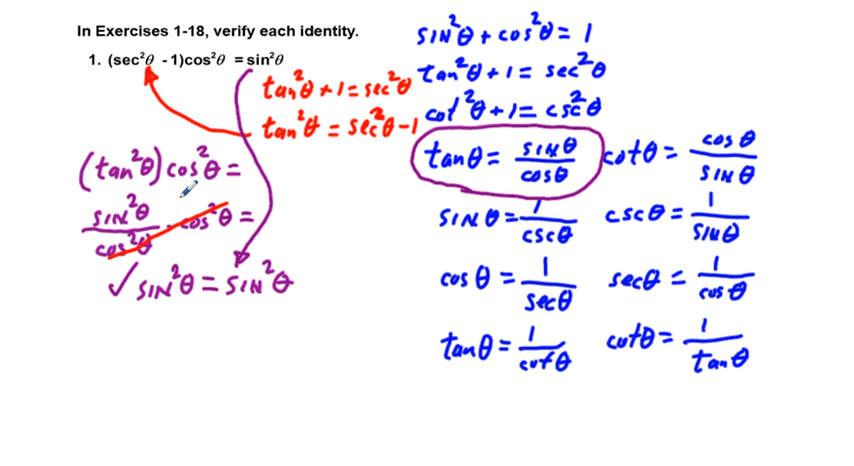 In Exercises 1-18, verify each identity.
1. (sec²θ - 1)cos²θ = sin²θ
tan²θ + 1 = sec²θ
tan²θ = sec²θ - 1
(tan²θ) cos²θ =
sin²θ/cos²θ · cos²θ =
✓ sin²θ = sin²θ
sin²θ + cos²θ = 1
tan²θ + 1 = sec²θ
cot²θ + 1 = csc²θ
tanθ = sinθ/cosθ cotθ = cosθ/sinθ
sinθ = 1/cscθ cscθ = 1/sinθ
cosθ = 1/secθ secθ = 1/cosθ
tanθ = 1/cotθ cotθ = 1/tanθ